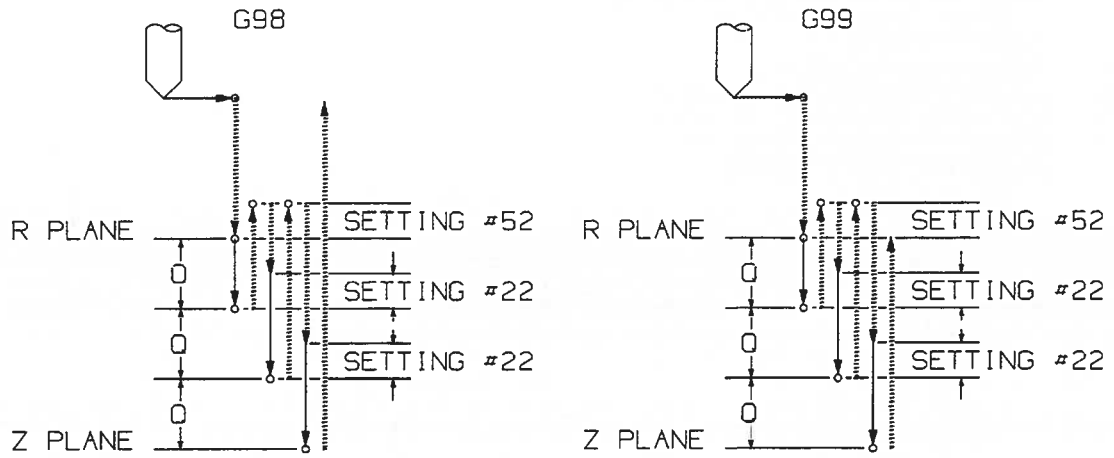 G98
R PLANE
Q
Q
Q
Z PLANE
SETTING #52
SETTING #22
SETTING #22
G99
R PLANE
Q
Q
Q
Z PLANE
SETTING #52
SETTING #22
SETTING #22